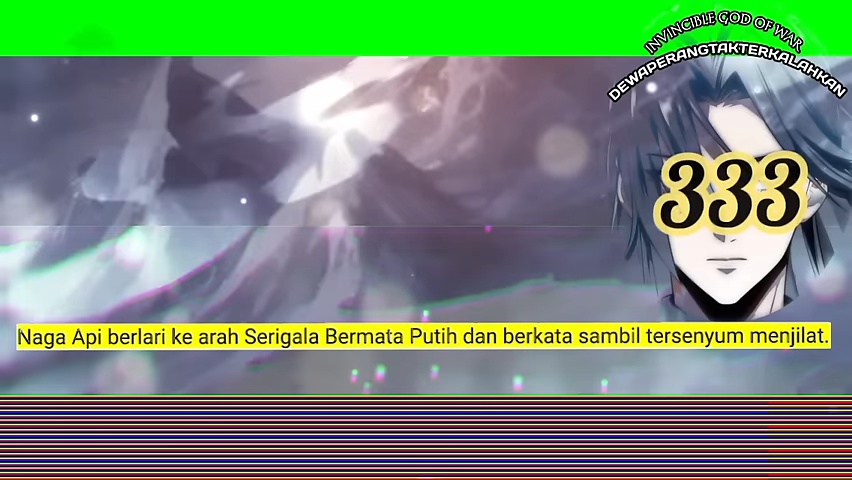 INVINCIBLE GOD OF WAR
DEWAPERANGTAKTERKALAHKAN
333
Naga Api berlari ke arah Serigala Bermata Putih dan berkata sambil tersenyum menjilat.